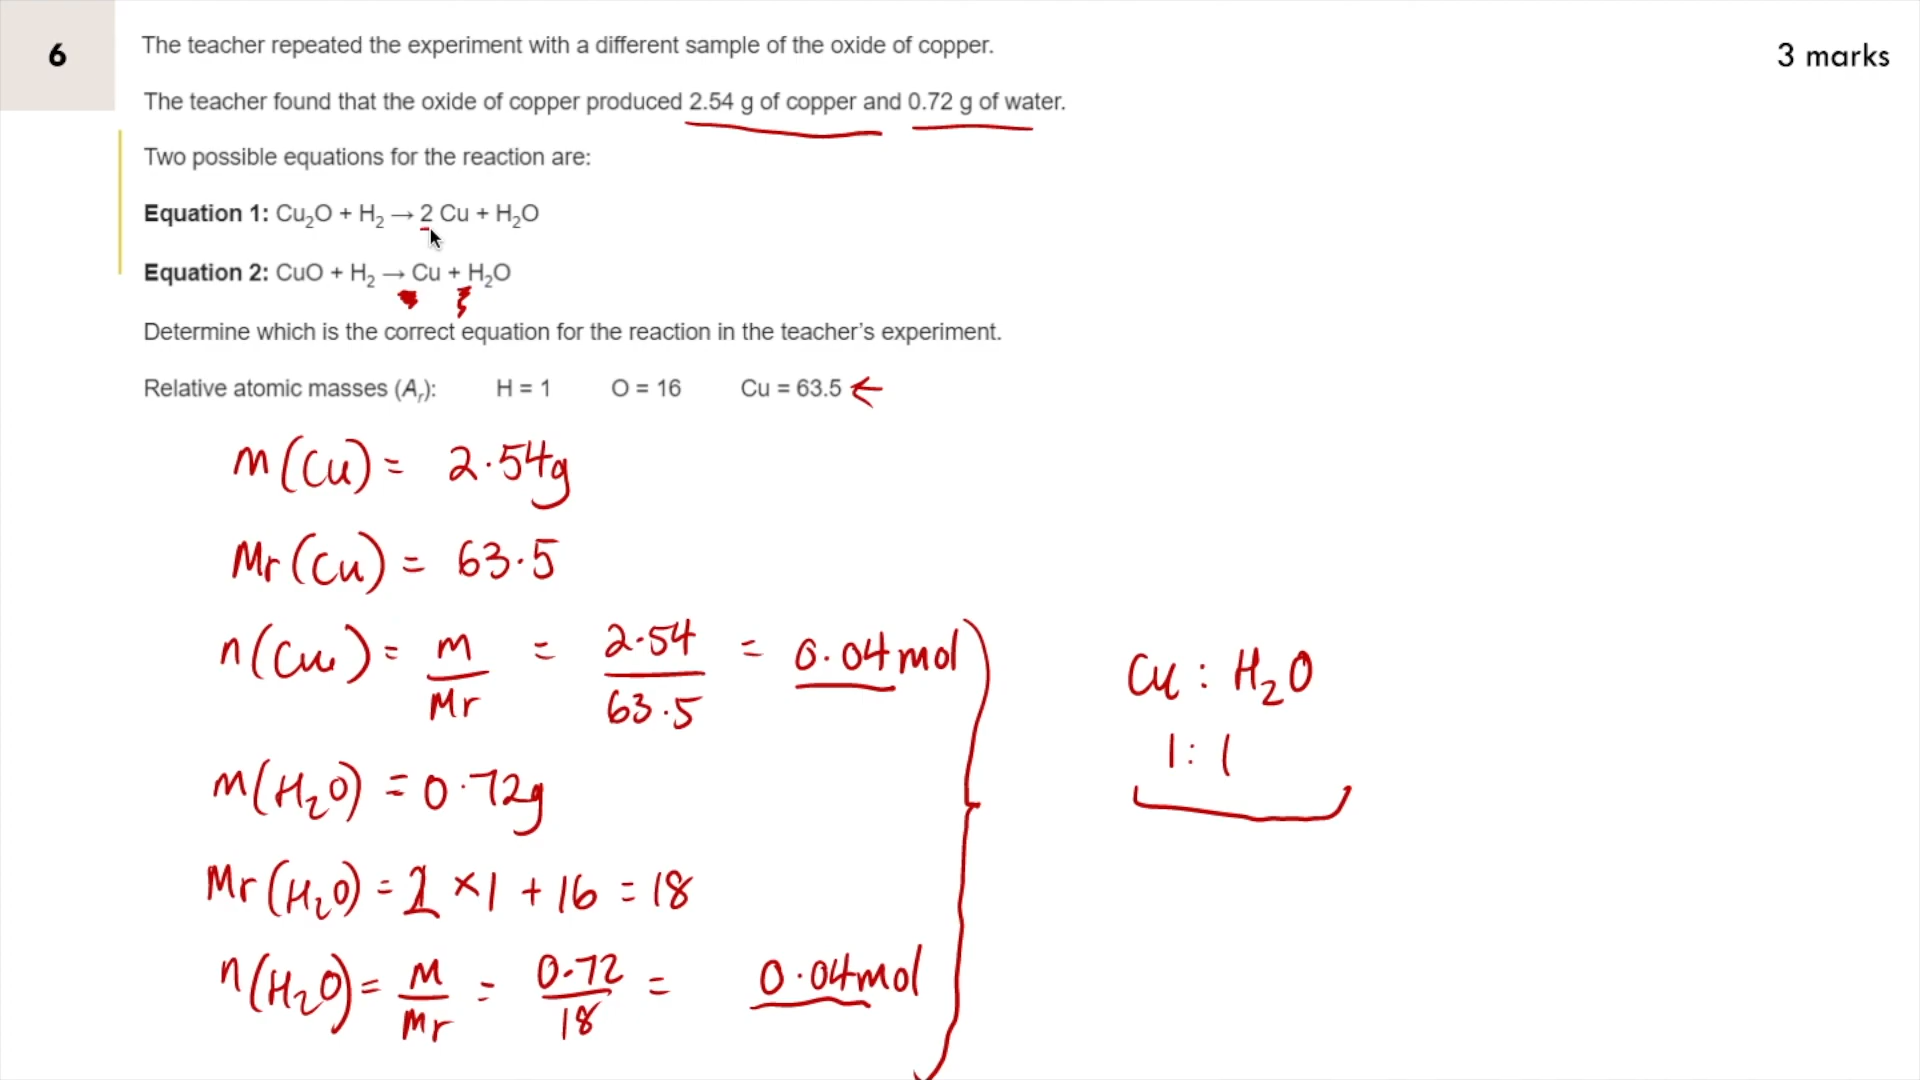 6
3 marks
The teacher repeated the experiment with a different sample of the oxide of copper.
The teacher found that the oxide of copper produced 2.54 g of copper and 0.72 g of water.
Two possible equations for the reaction are:
Equation 1: Cu₂O + H₂ → 2 Cu + H₂O
Equation 2: CuO + H₂ → Cu + H₂O
Determine which is the correct equation for the reaction in the teacher’s experiment.
Relative atomic masses (Aᵣ): H = 1 O = 16 Cu = 63.5 ←
m(Cu) = 2.54g
Mr(Cu) = 63.5
n(Cu) = m/Mr = 2.54/63.5 = 0.04mol
m(H₂O) = 0.72g
Mr(H₂O) = 2 × 1 + 16 = 18
n(H₂O) = m/Mr = 0.72/18 = 0.04mol
Cu : H₂O
1 : 1